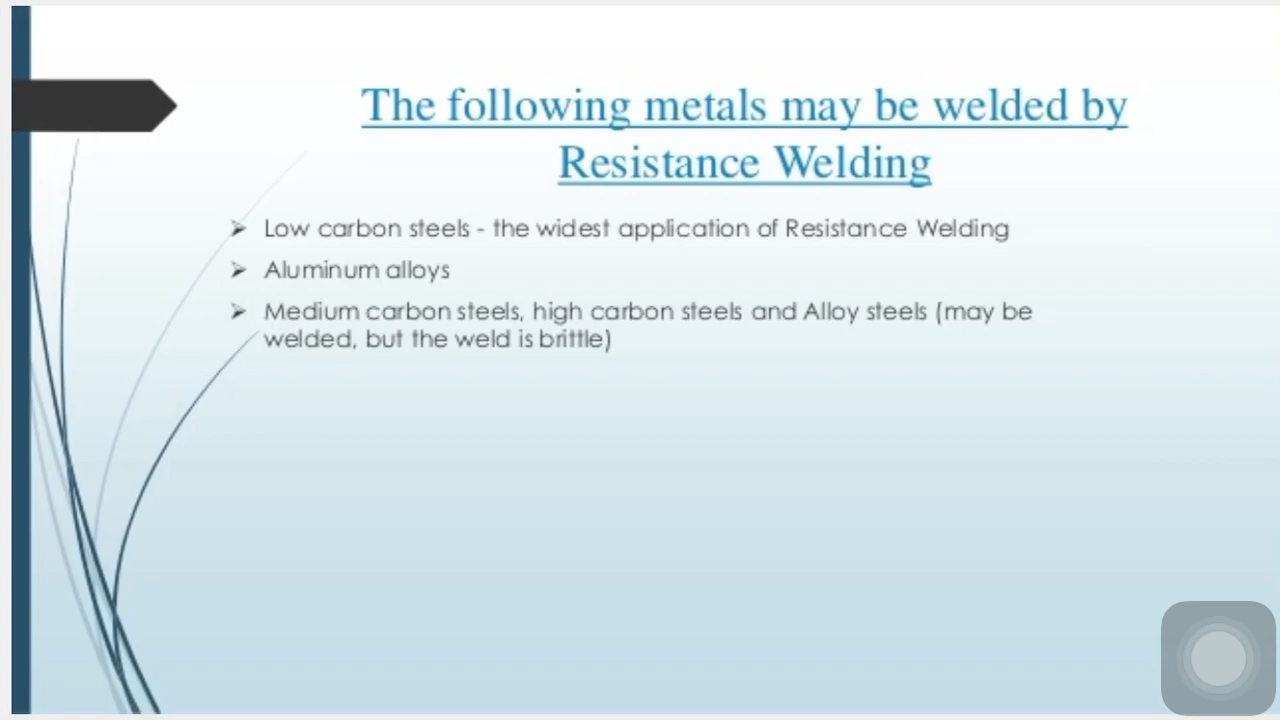 The following metals may be welded by
Resistance Welding
Low carbon steels - the widest application of Resistance Welding
Aluminum alloys
Medium carbon steels, high carbon steels and Alloy steels (may be
welded, but the weld is brittle)